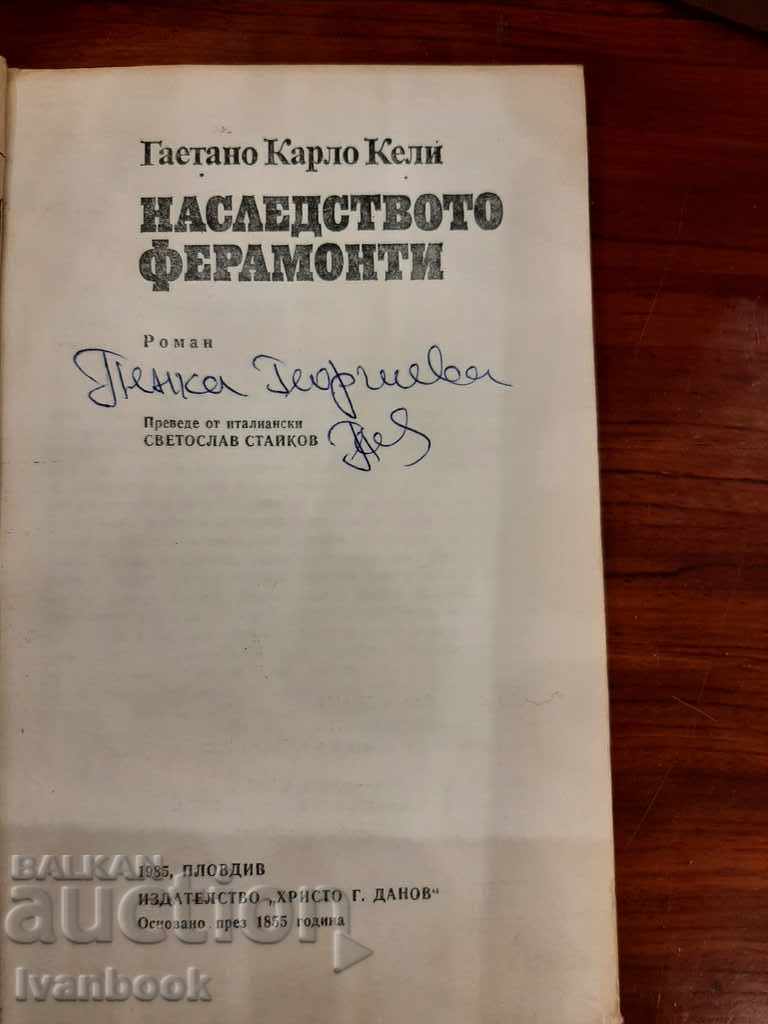 Гаетано Карло Кели
НАСЛЕДСТВОТО
ФЕРАМОНТИ
Роман
Пенка Георгиева
Преведе от италиански
СВЕТОСЛАВ СТАЙКОВ
1985, ПЛОВДИВ
ИЗДАТЕЛСТВО „ХРИСТО Г. ДАНОВ“
Основано през 1855 година
BALKAN
auction
Ivanbook